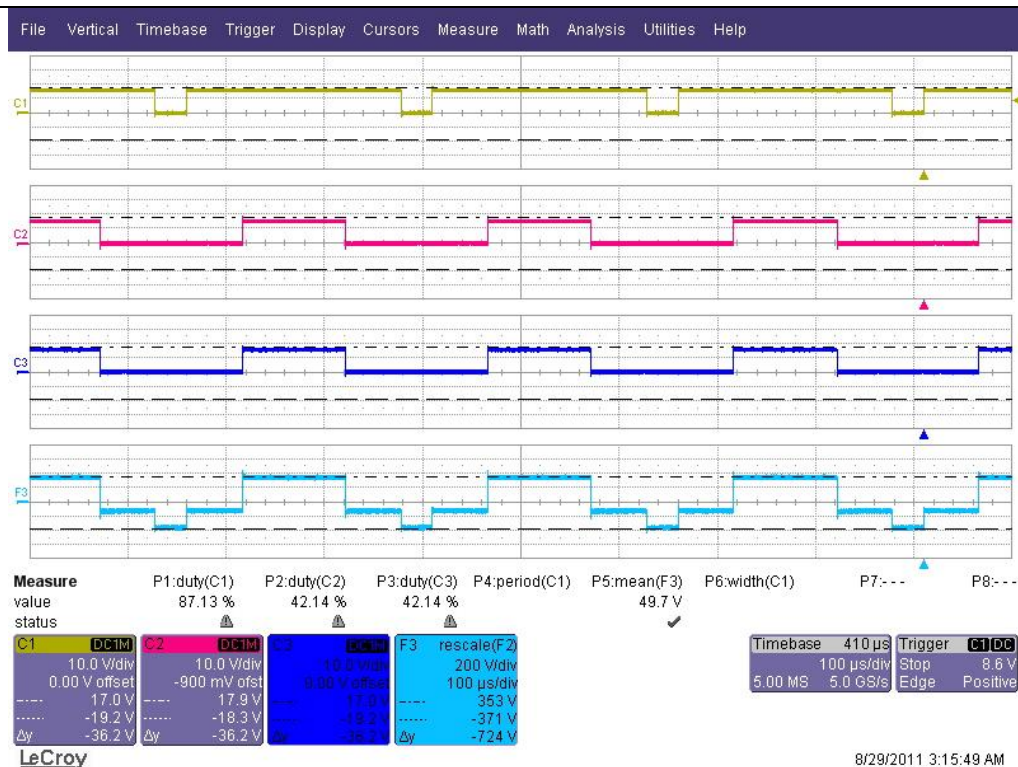 File Vertical Timebase Trigger Display Cursors Measure Math Analysis Utilities Help
C1
C2
C3
F3
Measure P1:duty(C1) P2:duty(C2) P3:duty(C3) P4:period(C1) P5:mean(F3) P6:width(C1) P7:- - - P8:- - -
value 87.13 % 42.14 % 42.14 % 49.7 V
status
C1 DC1M C2 DC1M C3 DC1M F3 rescale(F2) Timebase 410 µs Trigger C1 DC
10.0 V/div 10.0 V/div 10.0 V/div 200 V/div 100 µs/div Stop 8.6 V
0.00 V offset -900 mV ofst 0.00 V offset 100 µs/div 5.00 MS 5.0 GS/s Edge Positive
17.0 V 17.9 V 17.0 V 353 V
-19.2 V -18.3 V -19.2 V -371 V
Δy -36.2 V Δy -36.2 V Δy -36.2 V Δy -724 V
LeCroy 8/29/2011 3:15:49 AM